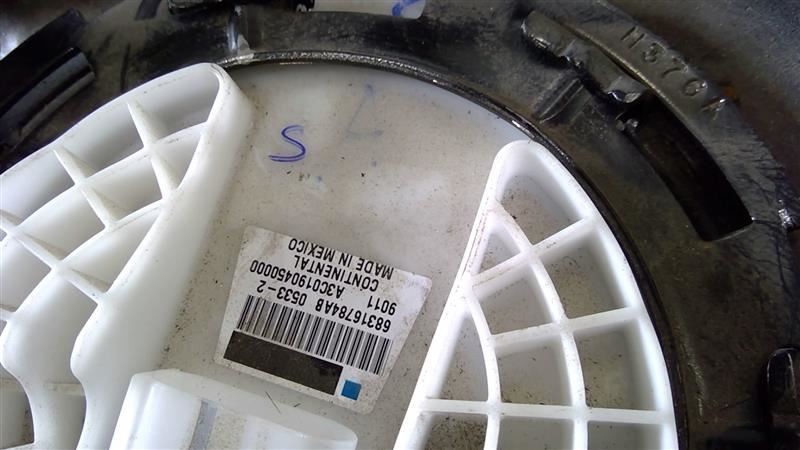 H376A
S
68316784AB 0533-2
9011
A3C0190450000
CONTINENTAL
MADE IN MEXICO